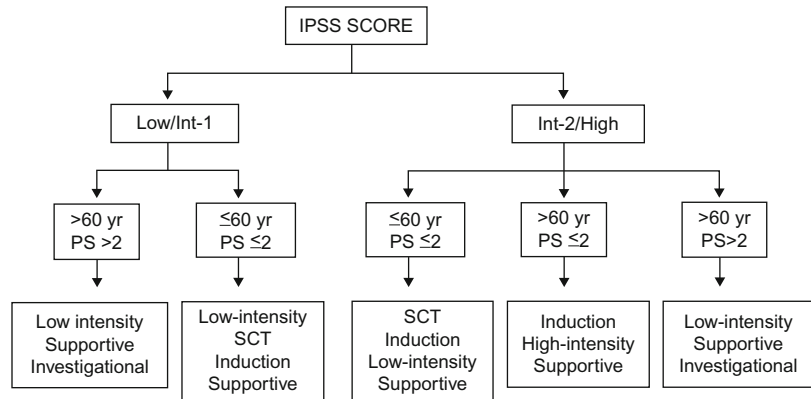 IPSS SCORE
Low/Int-1
Int-2/High
>60 yr
PS >2
≤60 yr
PS ≤2
≤60 yr
PS ≤2
>60 yr
PS ≤2
>60 yr
PS>2
Low intensity
Supportive
Investigational
Low-intensity
SCT
Induction
Supportive
SCT
Induction
Low-intensity
Supportive
Induction
High-intensity
Supportive
Low-intensity
Supportive
Investigational